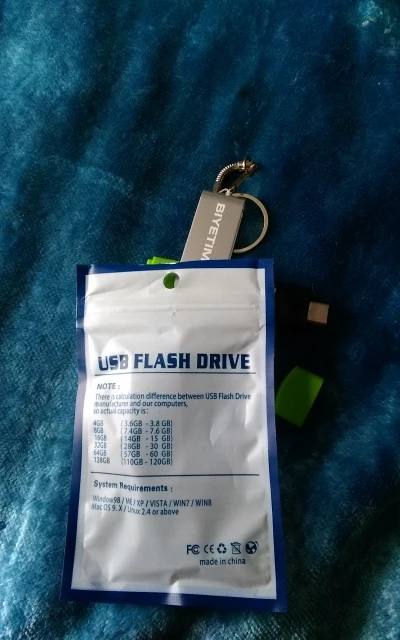 BIYETIM
USB FLASH DRIVE
NOTE :
There is calculation difference between USB Flash Drive
manufacturer and our computers,
so actual capacity is:
4GB (3.6GB - 3.8 GB)
8GB (7.4GB - 7.6 GB)
16GB (14GB - 15 GB)
32GB (28GB - 30 GB)
64GB (57GB - 60 GB)
128GB (110GB - 120GB)
System Requirements :
Window98 / ME / XP / VISTA / WIN7 / WIN8
Mac OS 9. X / Linux 2.4 or above
FC CE
made in china